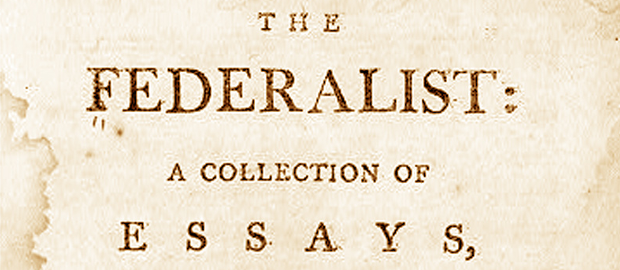 THE
FEDERALIST:
A COLLECTION OF
ESSAYS,